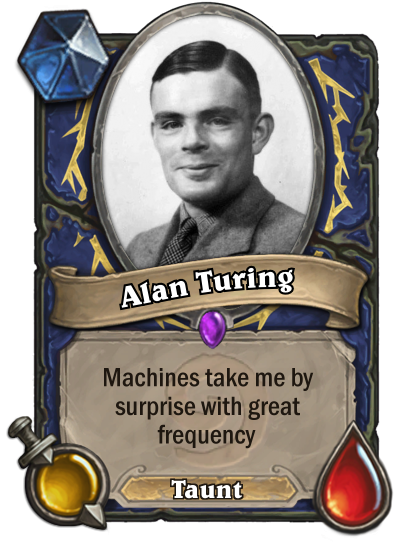 Alan Turing
Machines take me by
surprise with great
frequency
Taunt